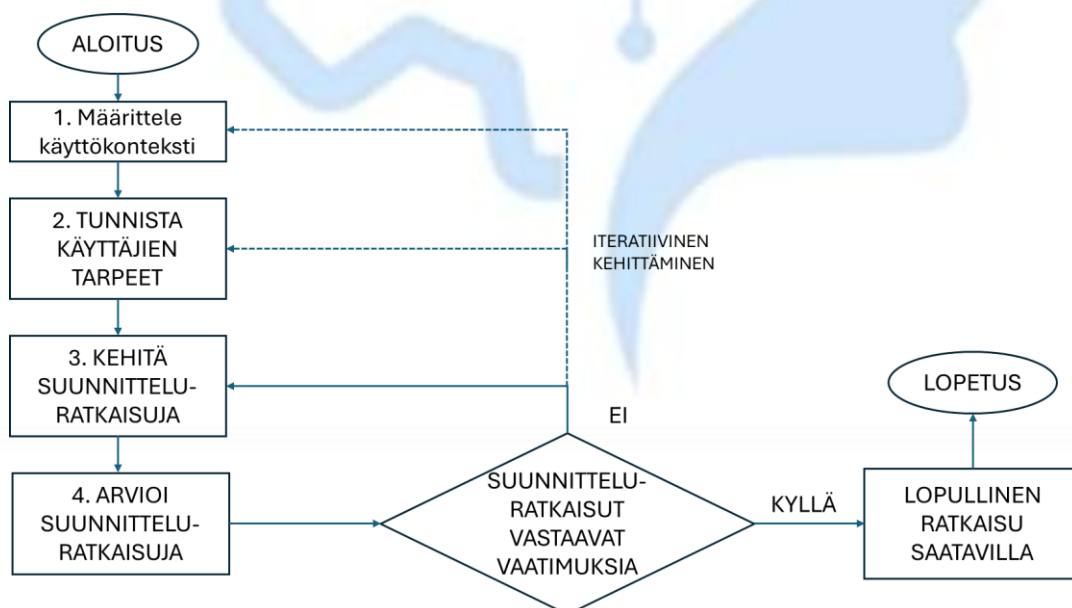 ALOITUS
1. Määrittele
käyttökonteksti
2. TUNNISTA
KÄYTTÄJIEN
TARPEET
ITERATIIVINEN
KEHITTÄMINEN
3. KEHITÄ
SUUNNITTELU-
RATKAISUJA
EI
4. ARVIOI
SUUNNITTELU-
RATKAISUJA
SUUNNITTELU-
RATKAISUT
VASTAAVAT
VAATIMUKSIA
KYLLÄ
LOPULLINEN
RATKAISU
SAATAVILLA
LOPETUS